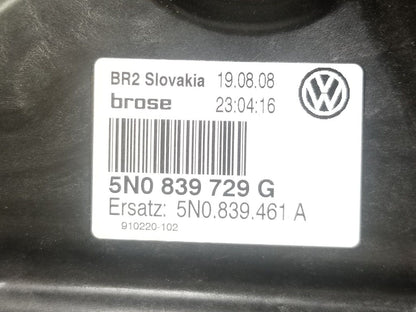 BR2 Slovakia 19.08.08
brose 23:04:16
5N0 839 729 G
Ersatz: 5N0.839.461 A
910220-102